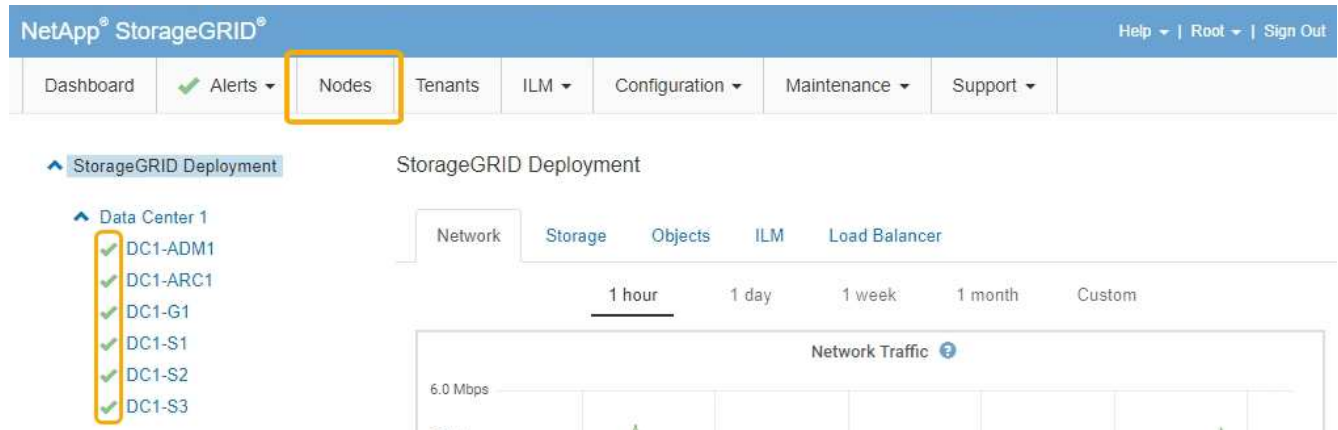 NetApp® StorageGRID®
Help | Root | Sign Out
Dashboard Alerts Nodes Tenants ILM Configuration Maintenance Support
StorageGRID Deployment
Data Center 1
DC1-ADM1
DC1-ARC1
DC1-G1
DC1-S1
DC1-S2
DC1-S3
StorageGRID Deployment
Network Storage Objects ILM Load Balancer
1 hour 1 day 1 week 1 month Custom
Network Traffic ?
6.0 Mbps